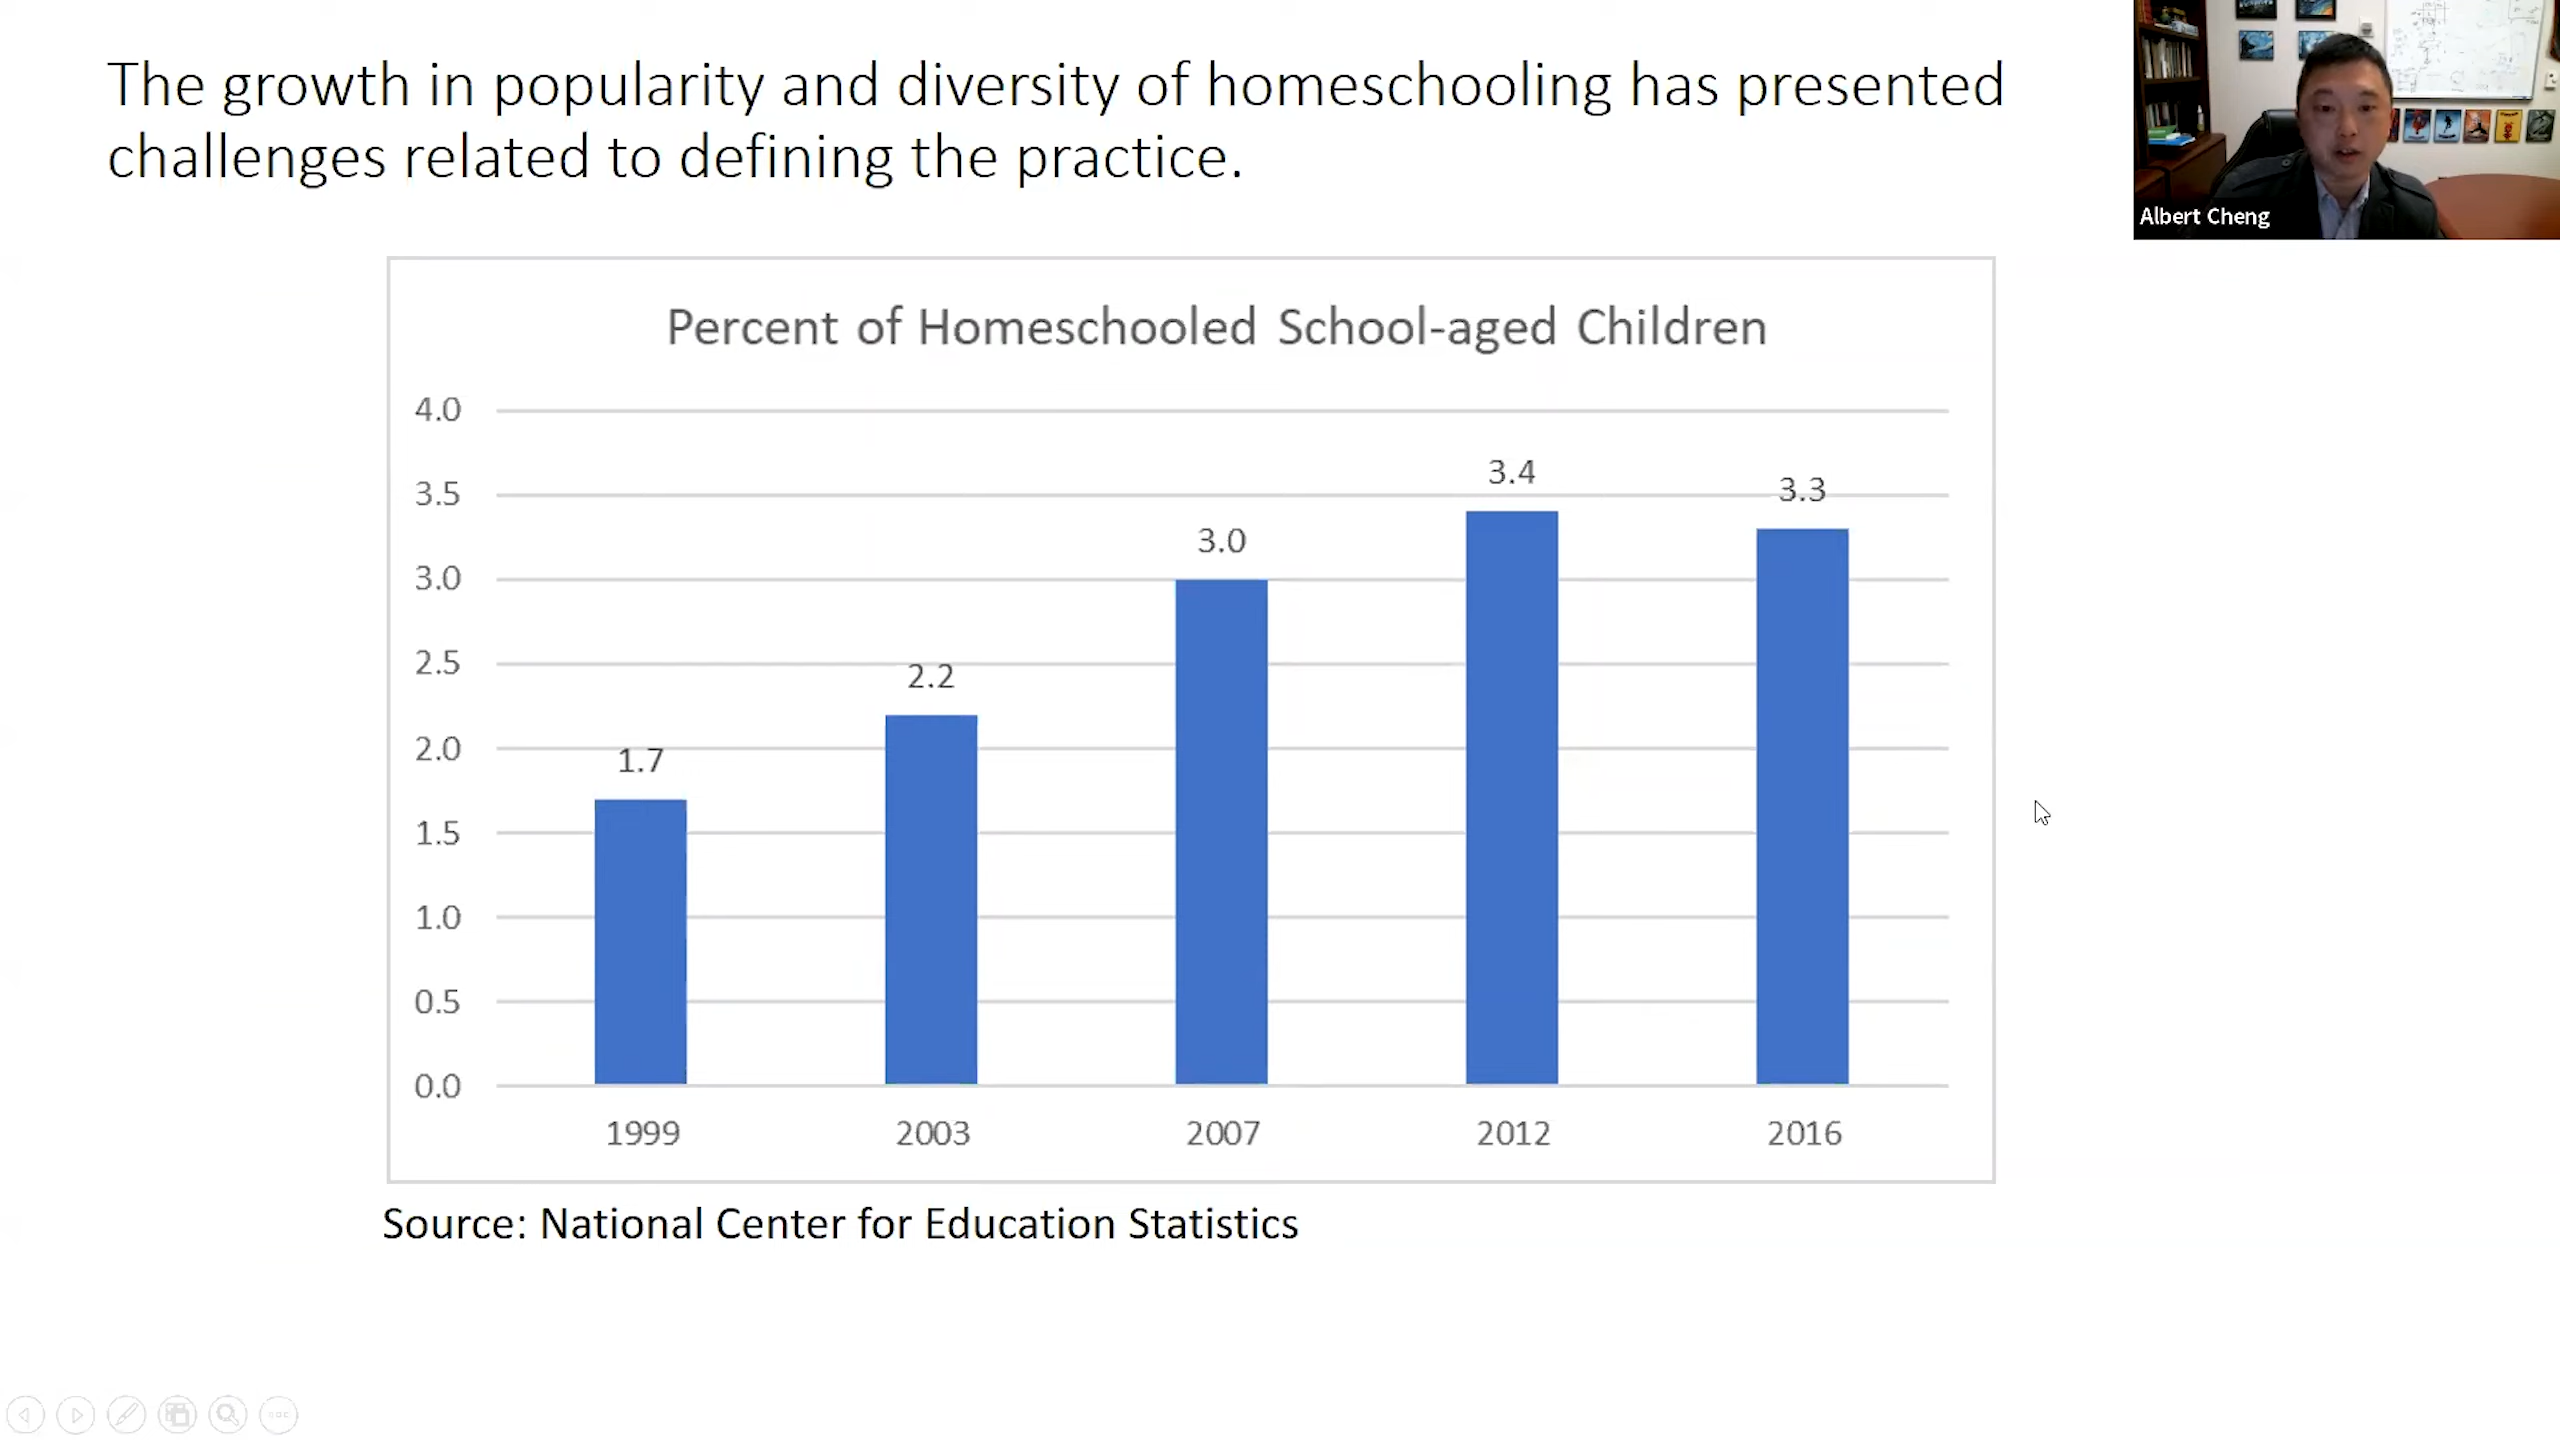 The growth in popularity and diversity of homeschooling has presented
challenges related to defining the practice.
Albert Cheng
Percent of Homeschooled School-aged Children
4.0
3.5
3.0
2.5
2.0
1.5
1.0
0.5
0.0
1.7
2.2
3.0
3.4
3.3
1999 2003 2007 2012 2016
Source: National Center for Education Statistics